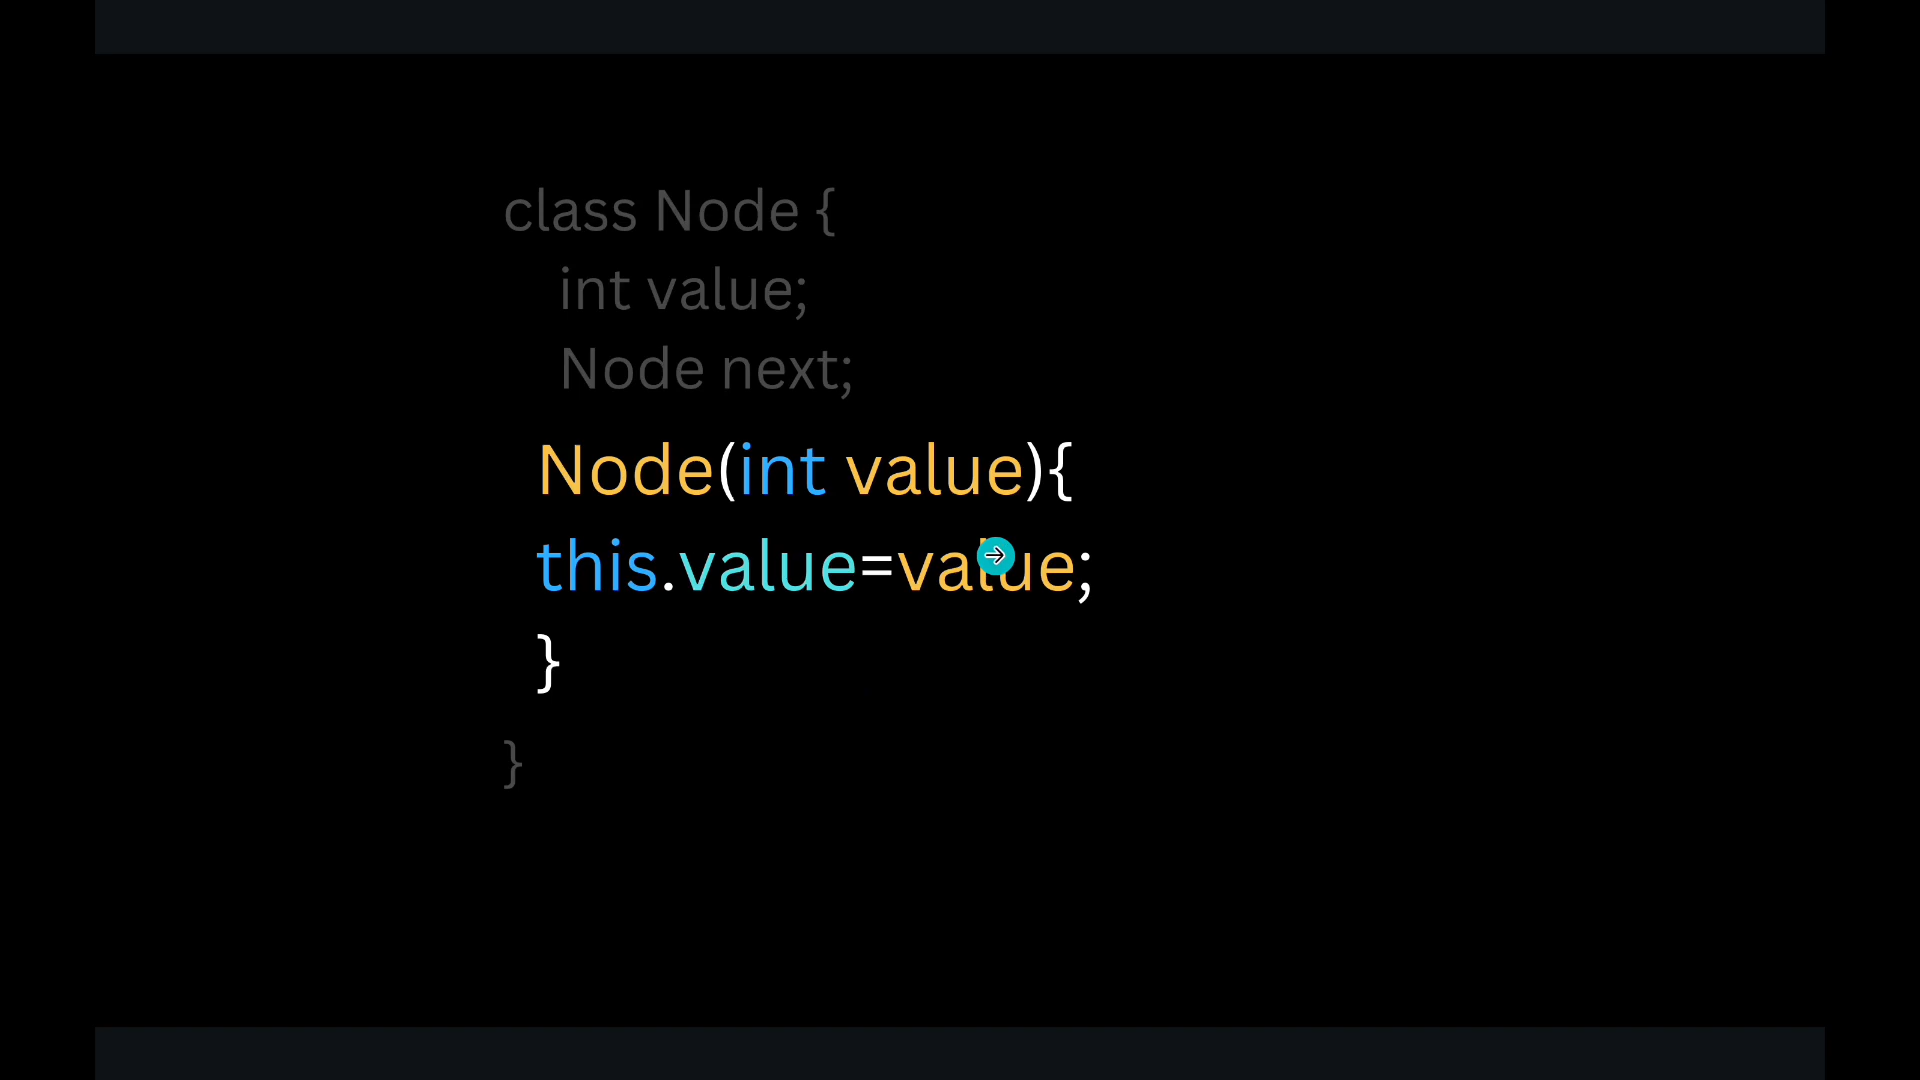 class Node {
int value;
Node next;
Node(int value){
this.value=value;
}
}